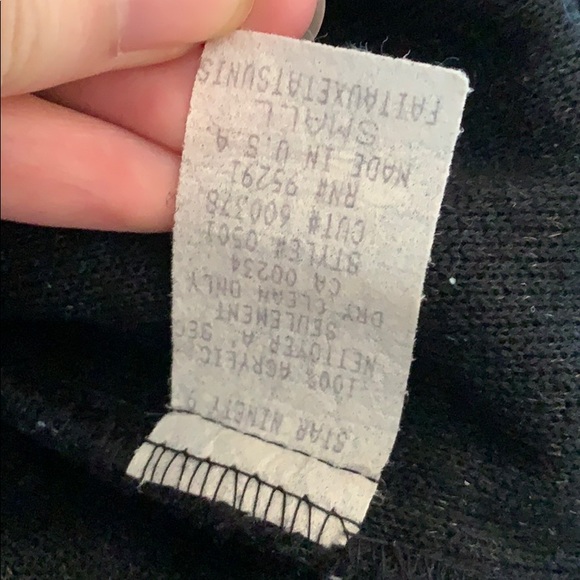 STAR NINETY 9
100% ACRYLIC
NETTOYER A' SEC
SEULEMENT
DRY CLEAN ONLY
CA 00234
STYLE# 0501
CUT# 600378
RN# 95291
MADE IN U.S.A.
SMALL
FAITAUXETATSUNIS